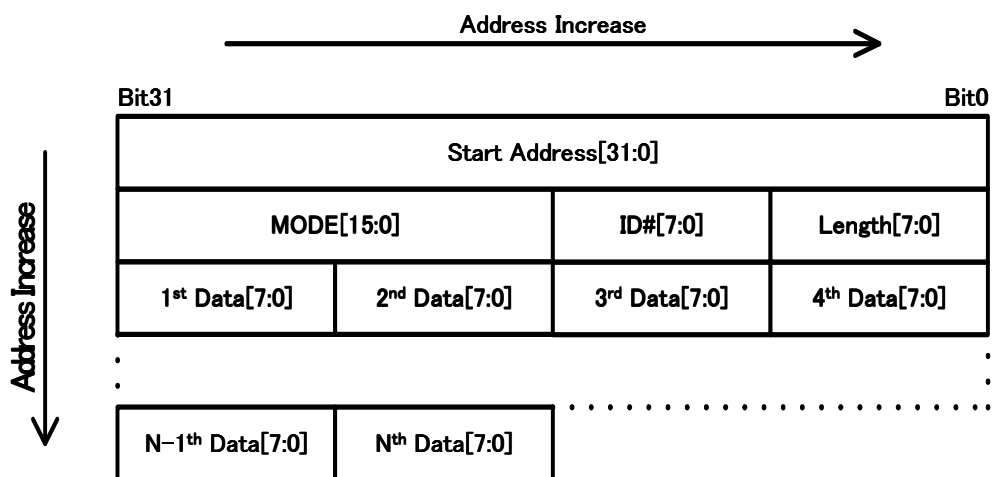 Address Increase
Bit31 Bit0
Start Address[31:0]
MODE[15:0] ID#[7:0] Length[7:0]
1st Data[7:0] 2nd Data[7:0] 3rd Data[7:0] 4th Data[7:0]
Address Increase
N-1th Data[7:0] Nth Data[7:0]